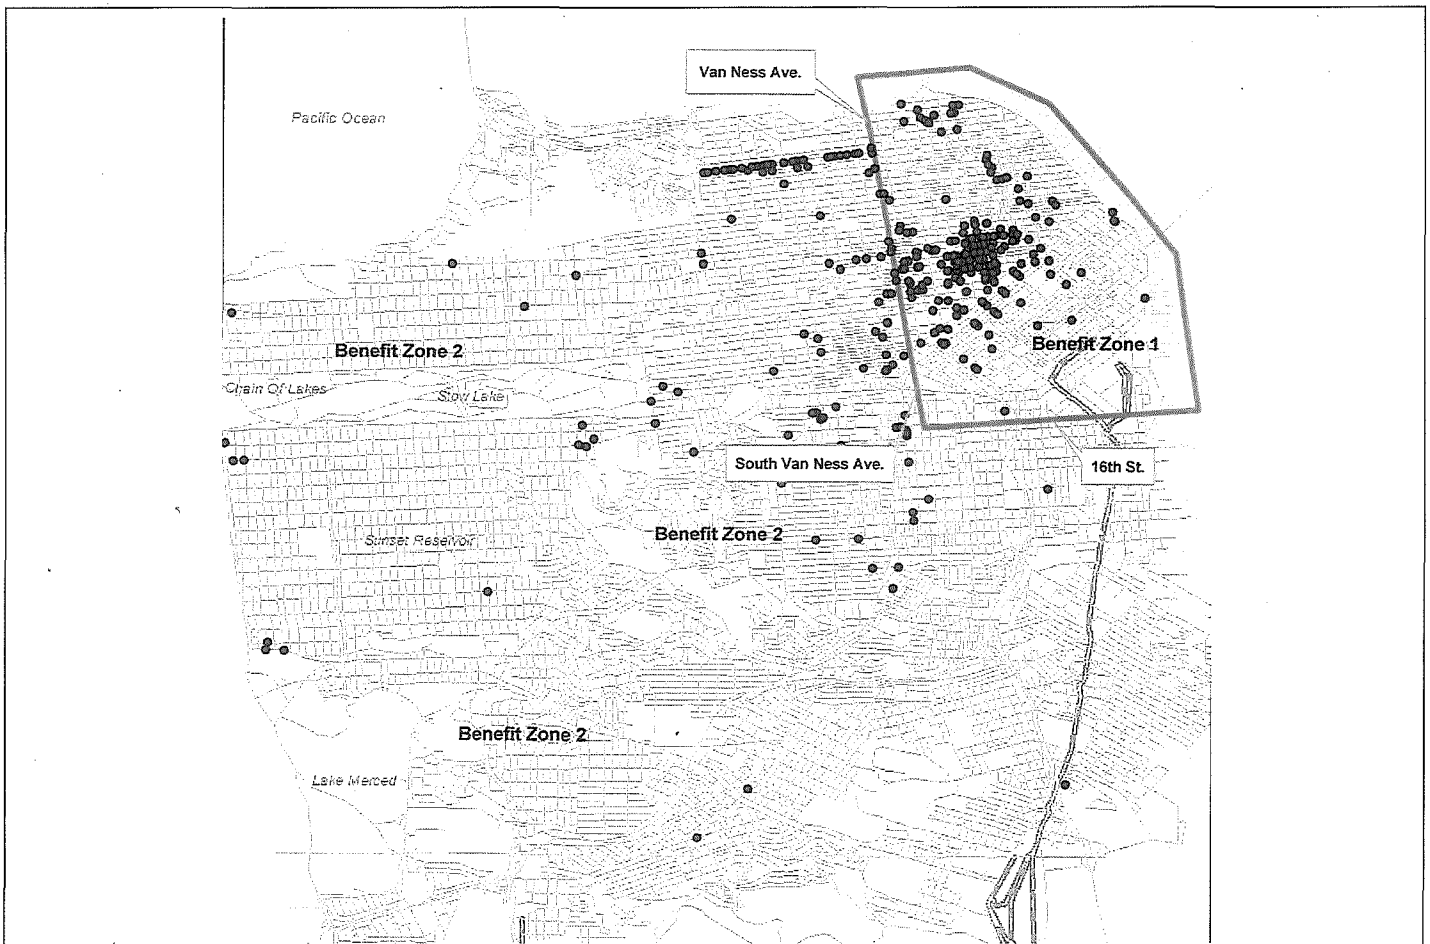 Van Ness Ave.
Pacific Ocean
Benefit Zone 1
Benefit Zone 2
Chain Of Lakes
Stow Lake
South Van Ness Ave.
16th St.
Benefit Zone 2
Sunset Reservoir
Benefit Zone 2
Lake Merced